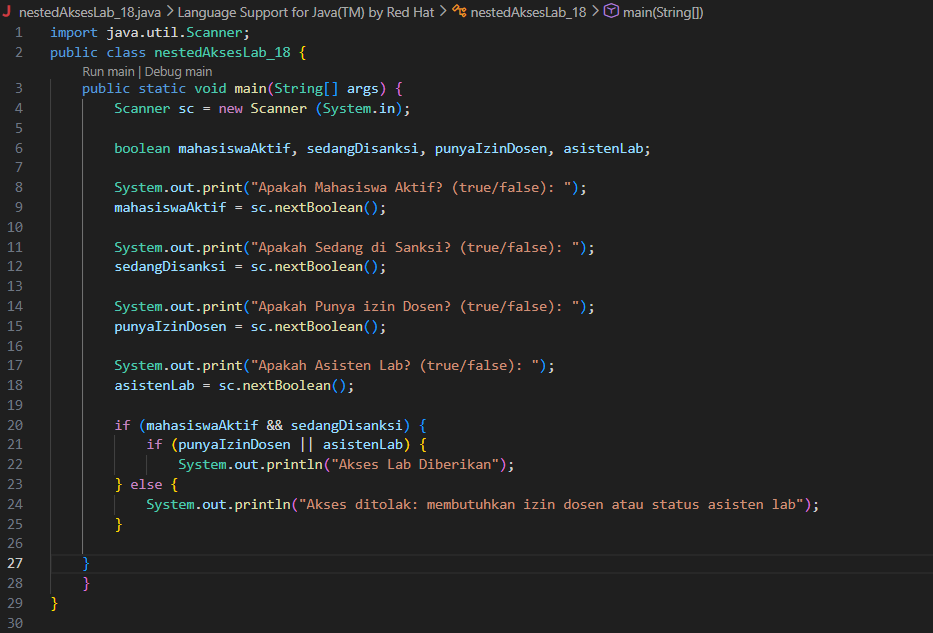 J nestedAksesLab_18.java > Language Support for Java(TM) by Red Hat > nestedAksesLab_18 > main(String[])
1 import java.util.Scanner;
2 public class nestedAksesLab_18 {
Run main | Debug main
3 public static void main(String[] args) {
4 Scanner sc = new Scanner (System.in);
5
6 boolean mahasiswaAktif, sedangDisanksi, punyaIzinDosen, asistenLab;
7
8 System.out.print("Apakah Mahasiswa Aktif? (true/false): ");
9 mahasiswaAktif = sc.nextBoolean();
10
11 System.out.print("Apakah Sedang di Sanksi? (true/false): ");
12 sedangDisanksi = sc.nextBoolean();
13
14 System.out.print("Apakah Punya izin Dosen? (true/false): ");
15 punyaIzinDosen = sc.nextBoolean();
16
17 System.out.print("Apakah Asisten Lab? (true/false): ");
18 asistenLab = sc.nextBoolean();
19
20 if (mahasiswaAktif && sedangDisanksi) {
21 if (punyaIzinDosen || asistenLab) {
22 System.out.println("Akses Lab Diberikan");
23 } else {
24 System.out.println("Akses ditolak: membutuhkan izin dosen atau status asisten lab");
25 }
26
27 }
28 }
29 }
30